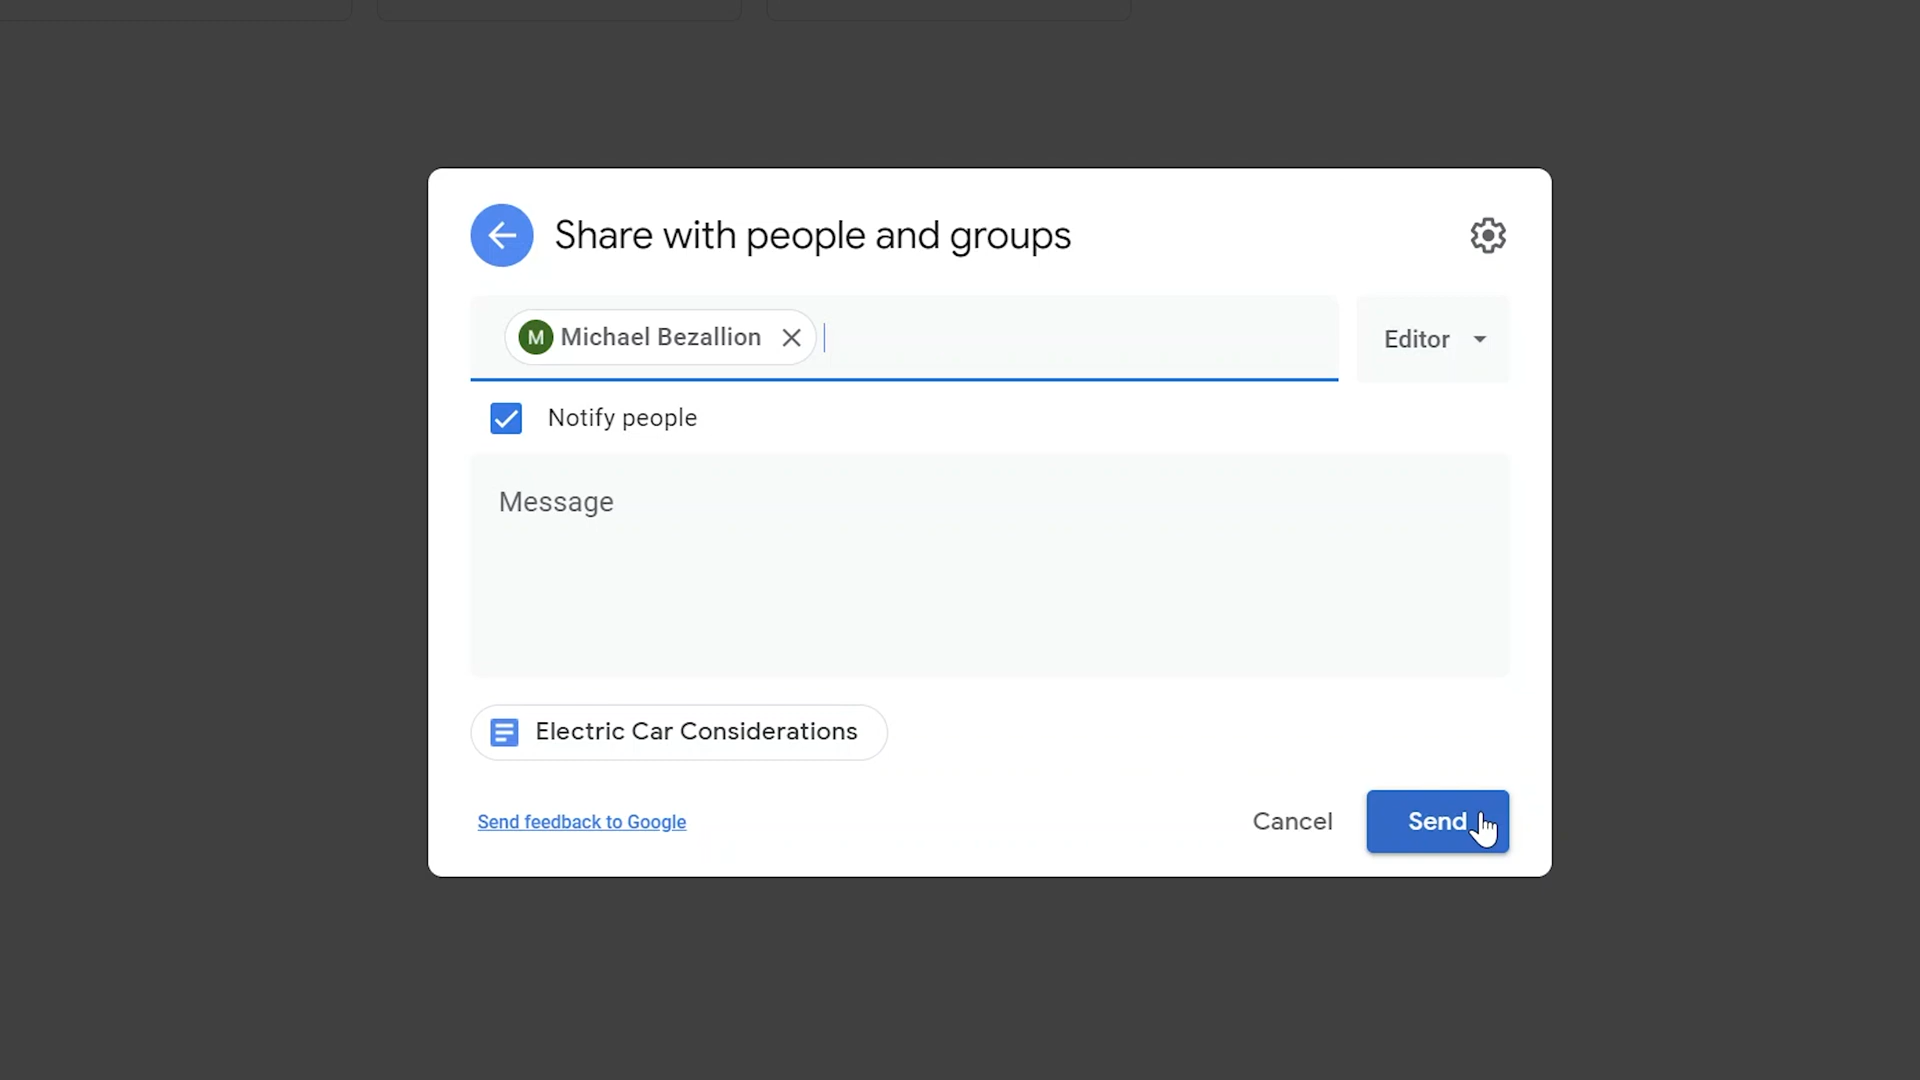 Share with people and groups
M Michael Bezallion
Editor
Notify people
Message
Electric Car Considerations
Send feedback to Google
Cancel
Send